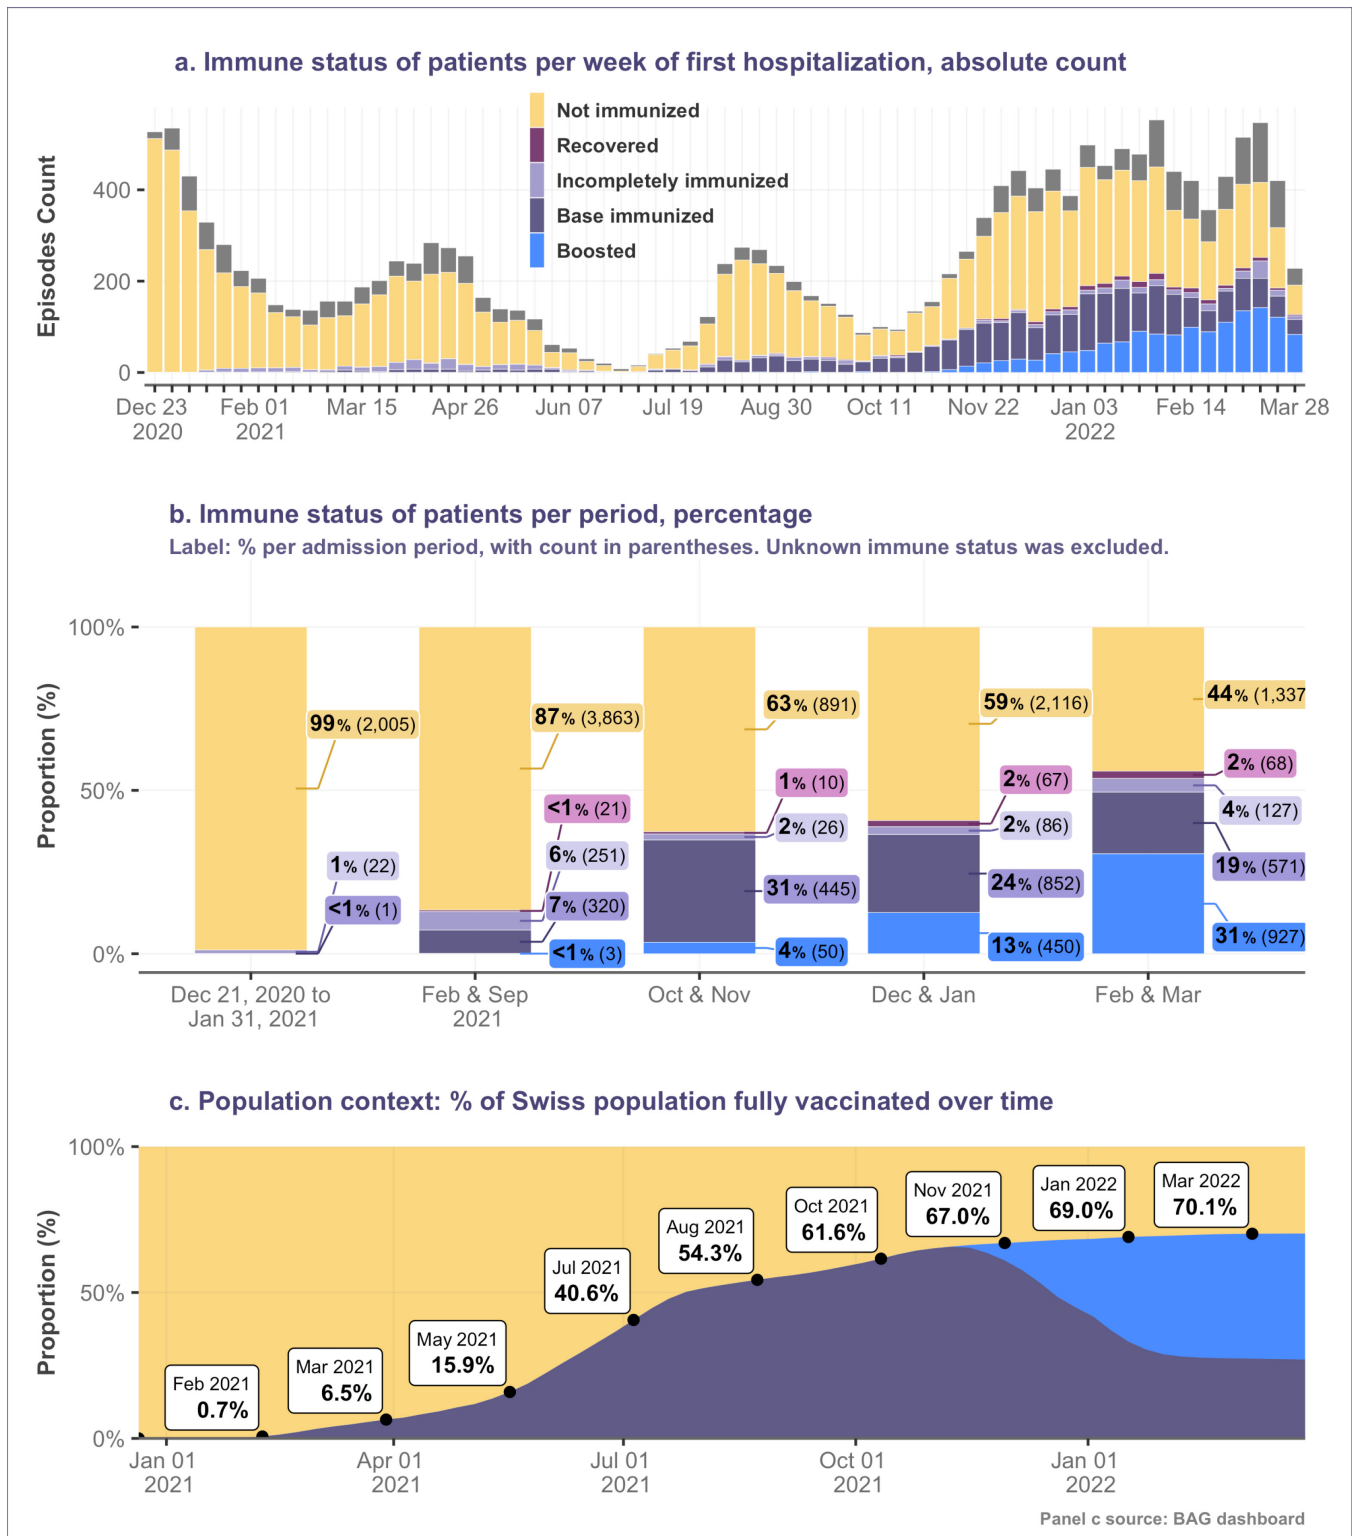 a. Immune status of patients per week of first hospitalization, absolute count
Episodes Count
400
200
0
Not immunized
Recovered
Incompletely immunized
Base immunized
Boosted
Dec 23 Feb 01 Mar 15 Apr 26 Jun 07 Jul 19 Aug 30 Oct 11 Nov 22 Jan 03 Feb 14 Mar 28
2020 2021 2022
b. Immune status of patients per period, percentage
Label: % per admission period, with count in parentheses. Unknown immune status was excluded.
Proportion (%)
100%
50%
0%
99% (2,005)
1% (22)
<1% (1)
87% (3,863)
<1% (21)
6% (251)
7% (320)
<1% (3)
63% (891)
1% (10)
2% (26)
31% (445)
4% (50)
59% (2,116)
2% (67)
2% (86)
24% (852)
13% (450)
44% (1,337
2% (68)
4% (127)
19% (571)
31% (927)
Dec 21, 2020 to Feb & Sep Oct & Nov Dec & Jan Feb & Mar
Jan 31, 2021 2021
c. Population context: % of Swiss population fully vaccinated over time
Proportion (%)
100%
50%
0%
Feb 2021
0.7%
Mar 2021
6.5%
May 2021
15.9%
Jul 2021
40.6%
Aug 2021
54.3%
Oct 2021
61.6%
Nov 2021
67.0%
Jan 2022
69.0%
Mar 2022
70.1%
Jan 01 Apr 01 Jul 01 Oct 01 Jan 01
2021 2021 2021 2021 2022
Panel c source: BAG dashboard